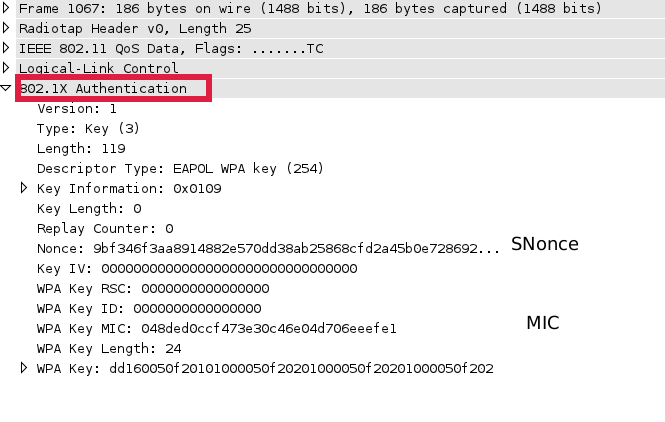 Frame 1067: 186 bytes on wire (1488 bits), 186 bytes captured (1488 bits)
Radiotap Header v0, Length 25
IEEE 802.11 QoS Data, Flags: .......TC
Logical-Link Control
802.1X Authentication
Version: 1
Type: Key (3)
Length: 119
Descriptor Type: EAPOL WPA key (254)
Key Information: 0x0109
Key Length: 0
Replay Counter: 0
Nonce: 9bf346f3aa8914882e570dd38ab25868cfd2a45b0e728692... SNonce
Key IV: 00000000000000000000000000000000
WPA Key RSC: 0000000000000000
WPA Key ID: 0000000000000000
WPA Key MIC: 048ded0ccf473e30c46e04d706eeefe1 MIC
WPA Key Length: 24
WPA Key: dd160050f20101000050f20201000050f20201000050f202